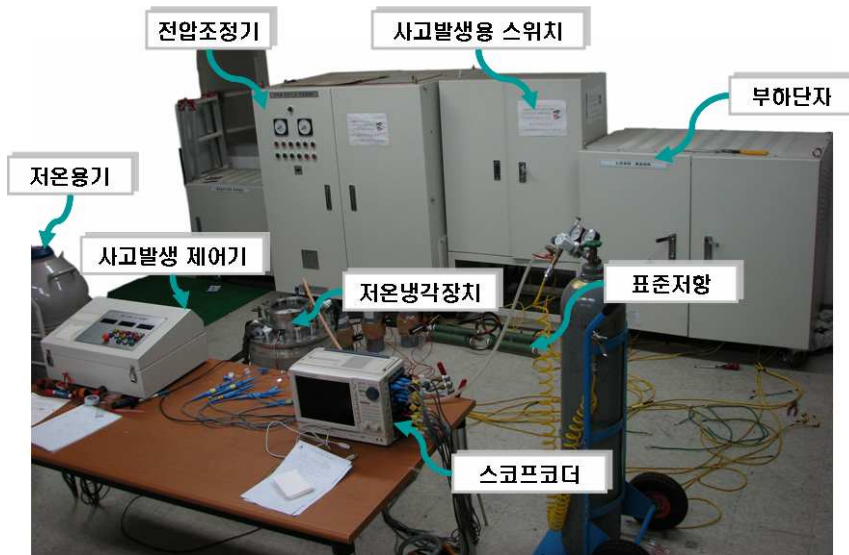 전압조정기
사고발생용 스위치
부하단자
저온용기
사고발생 제어기
저온냉각장치
표준저항
스코프코더
LOAD BANK